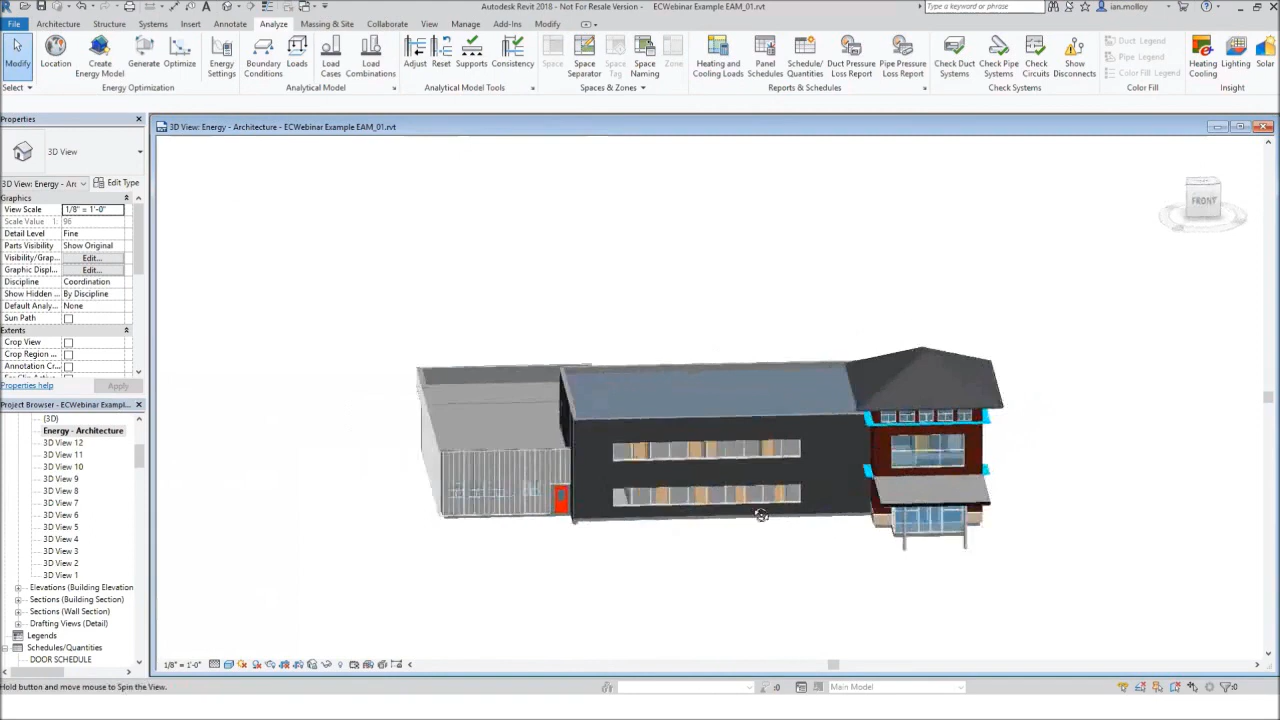 Autodesk Revit 2018 - Not For Resale Version - ECWebinar Example EAM_01.rvt
Type a keyword or phrase
ian.molloy
File Architecture Structure Systems Insert Annotate Analyze Massing & Site Collaborate View Manage Add-Ins Modify
Modify
Location
Create Energy Model
Generate
Optimize
Energy Settings
Boundary Conditions
Loads
Load Cases
Load Combinations
Adjust
Reset
Supports
Consistency
Space
Space Separator
Space Tag
Space Naming
Zone
Heating and Cooling Loads
Panel Schedules
Schedule/ Quantities
Duct Pressure Loss Report
Pipe Pressure Loss Report
Check Duct Systems
Check Pipe Systems
Check Circuits
Show Disconnects
Duct Legend
Pipe Legend
Color Fill Legend
Heating Cooling
Lighting
Solar
Select
Energy Optimization
Analytical Model
Analytical Model Tools
Spaces & Zones
Reports & Schedules
Check Systems
Color Fill
Insight
Properties
3D View: Energy - Architecture - ECWebinar Example EAM_01.rvt
3D View
3D View: Energy - Arc
Edit Type
Graphics
View Scale 1/8" = 1'-0"
Scale Value 1: 96
Detail Level Fine
Parts Visibility Show Original
Visibility/Grap... Edit...
Graphic Displ... Edit...
Discipline Coordination
Show Hidden ... By Discipline
Default Analy... None
Sun Path
Extents
Crop View
Crop Region ...
Annotation Cr...
Properties help
Apply
Project Browser - ECWebinar Exampl...
{3D}
Energy - Architecture
3D View 12
3D View 11
3D View 10
3D View 9
3D View 8
3D View 7
3D View 6
3D View 5
3D View 4
3D View 3
3D View 2
3D View 1
Elevations (Building Elevation
Sections (Building Section)
Sections (Wall Section)
Drafting Views (Detail)
Legends
Schedules/Quantities
DOOR SCHEDULE
FRONT
1/8" = 1'-0"
Hold button and move mouse to Spin the View.
:0
Main Model
:0